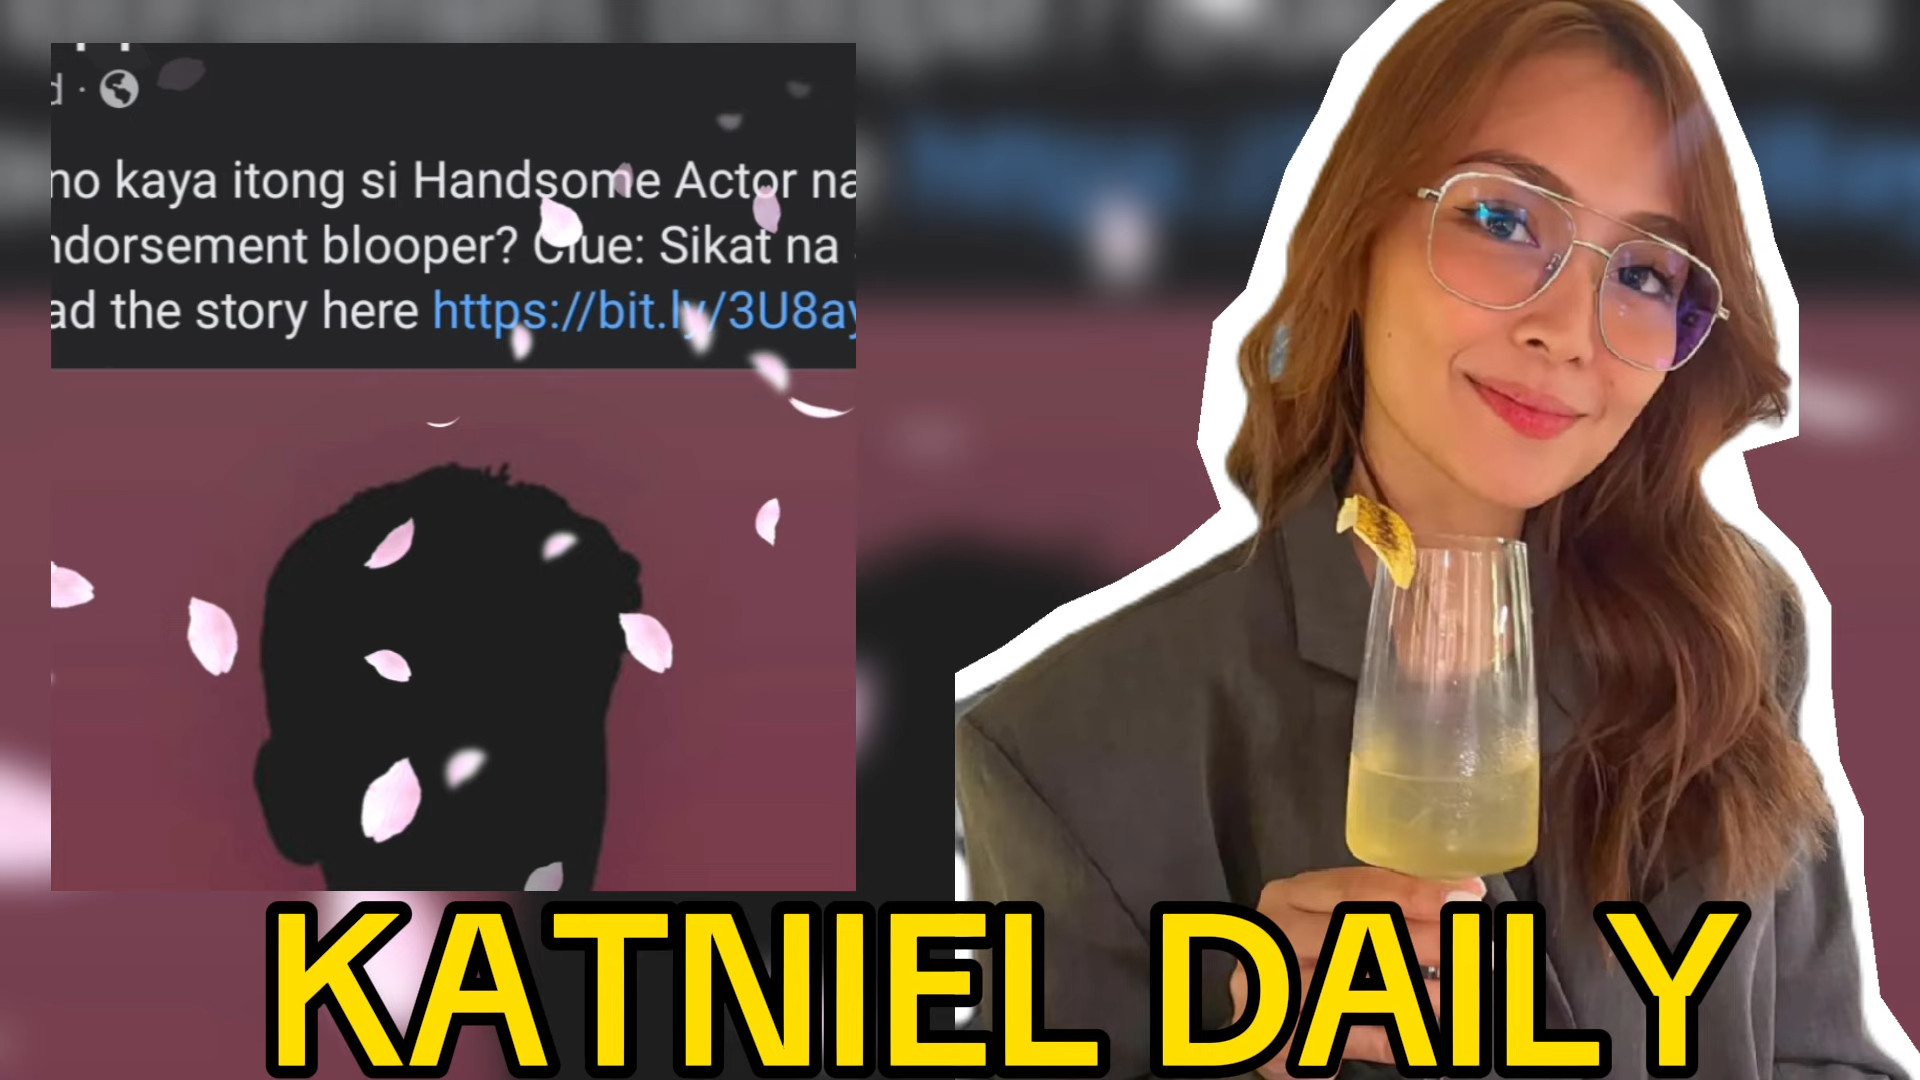 d ·
no kaya itong si Handsome Actor na
ndorsement blooper? Clue: Sikat na
ad the story here https://bit.ly/3U8ay
KATNIEL DAILY